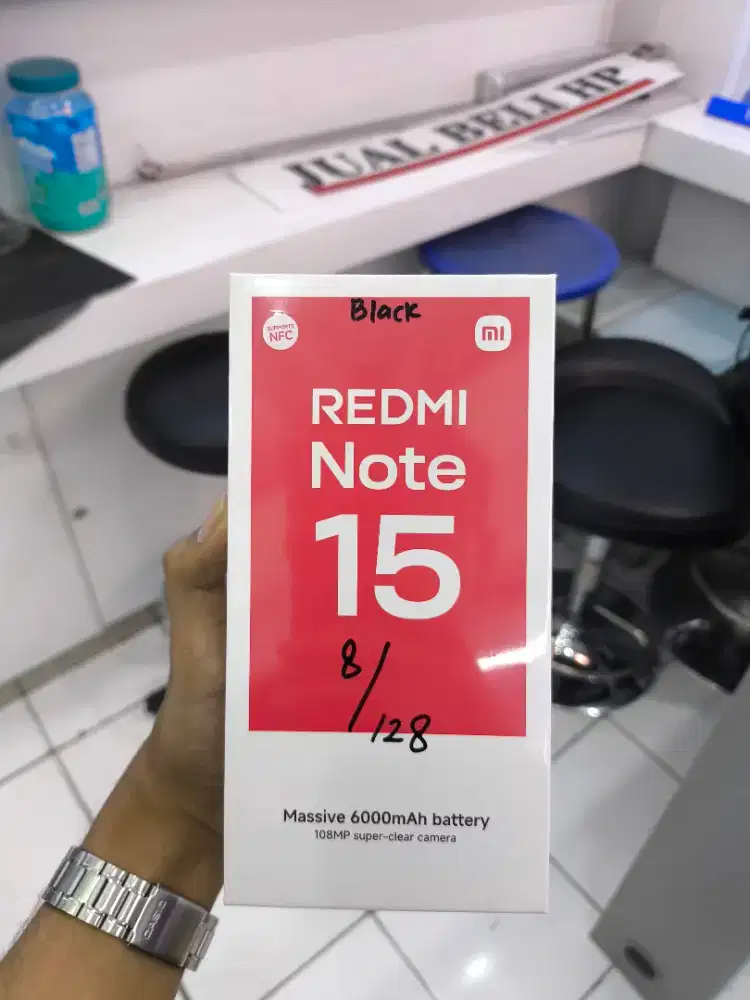 JUAL BELI HP
Black
SUPPORTS
NFC
mi
REDMI
Note
15
8/128
Massive 6000mAh battery
108MP super-clear camera
CASIO